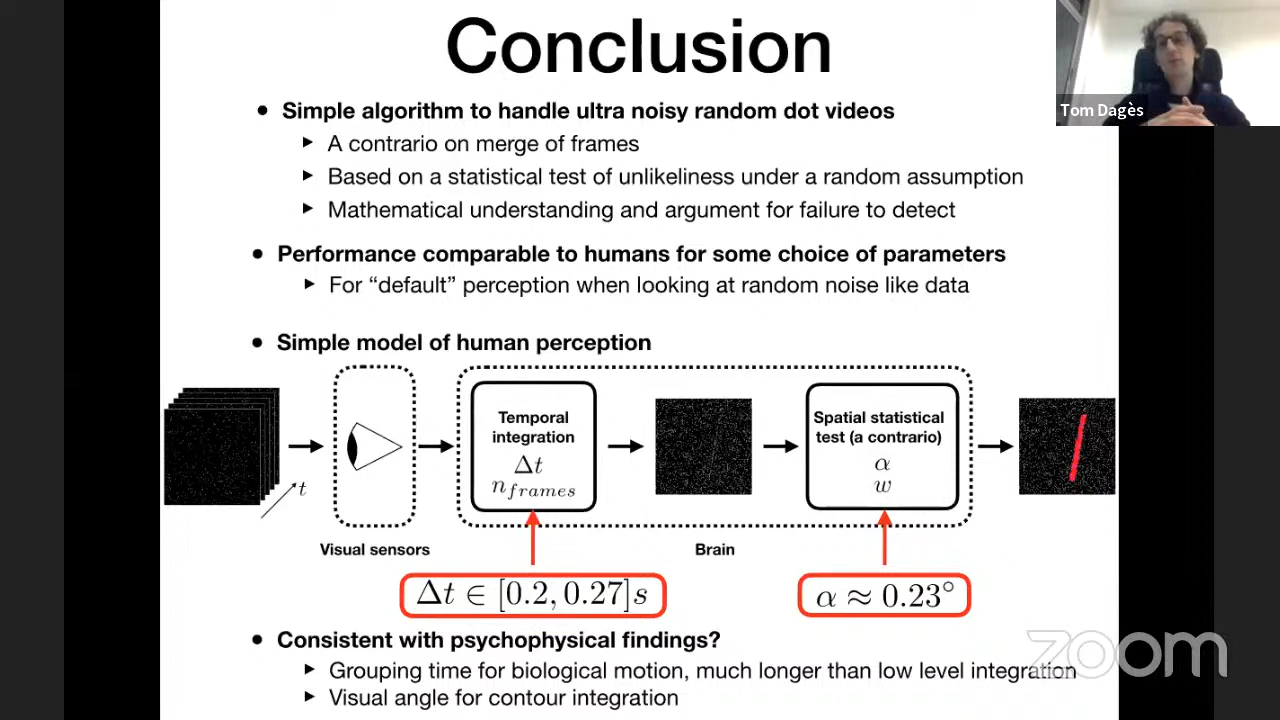 Conclusion
Tom Dagès
• Simple algorithm to handle ultra noisy random dot videos
‣ A contrario on merge of frames
‣ Based on a statistical test of unlikeliness under a random assumption
‣ Mathematical understanding and argument for failure to detect
• Performance comparable to humans for some choice of parameters
‣ For “default” perception when looking at random noise like data
• Simple model of human perception
t
Temporal
integration
Δt
n_frames
Spatial statistical
test (a contrario)
α
w
Visual sensors
Brain
Δt ∈ [0.2, 0.27]s
α ≈ 0.23°
• Consistent with psychophysical findings?
‣ Grouping time for biological motion, much longer than low level integration
‣ Visual angle for contour integration
zoom